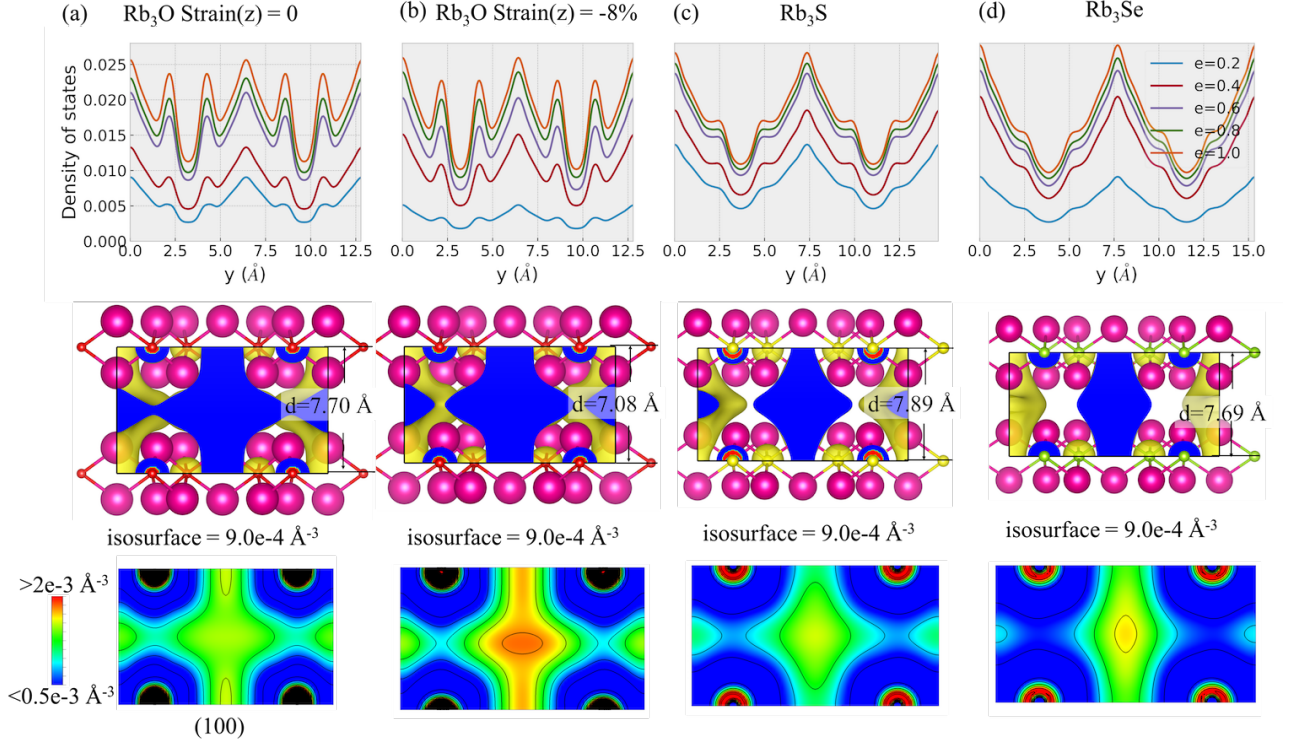 (a) Rb₃O Strain(z) = 0
(b) Rb₃O Strain(z) = -8%
(c) Rb₃S
(d) Rb₃Se
Density of states
0.025
0.020
0.015
0.010
0.005
0.000
0.0 2.5 5.0 7.5 10.0 12.5
y (Å)
0.0 2.5 5.0 7.5 10.0 12.5
y (Å)
0.0 2.5 5.0 7.5 10.0 12.5
y (Å)
0.0 2.5 5.0 7.5 10.0 12.5 15.0
y (Å)
e=0.2
e=0.4
e=0.6
e=0.8
e=1.0
d=7.70 Å
d=7.08 Å
d=7.89 Å
d=7.69 Å
isosurface = 9.0e-4 Å⁻³
isosurface = 9.0e-4 Å⁻³
isosurface = 9.0e-4 Å⁻³
isosurface = 9.0e-4 Å⁻³
>2e-3 Å⁻³
<0.5e-3 Å⁻³
(100)